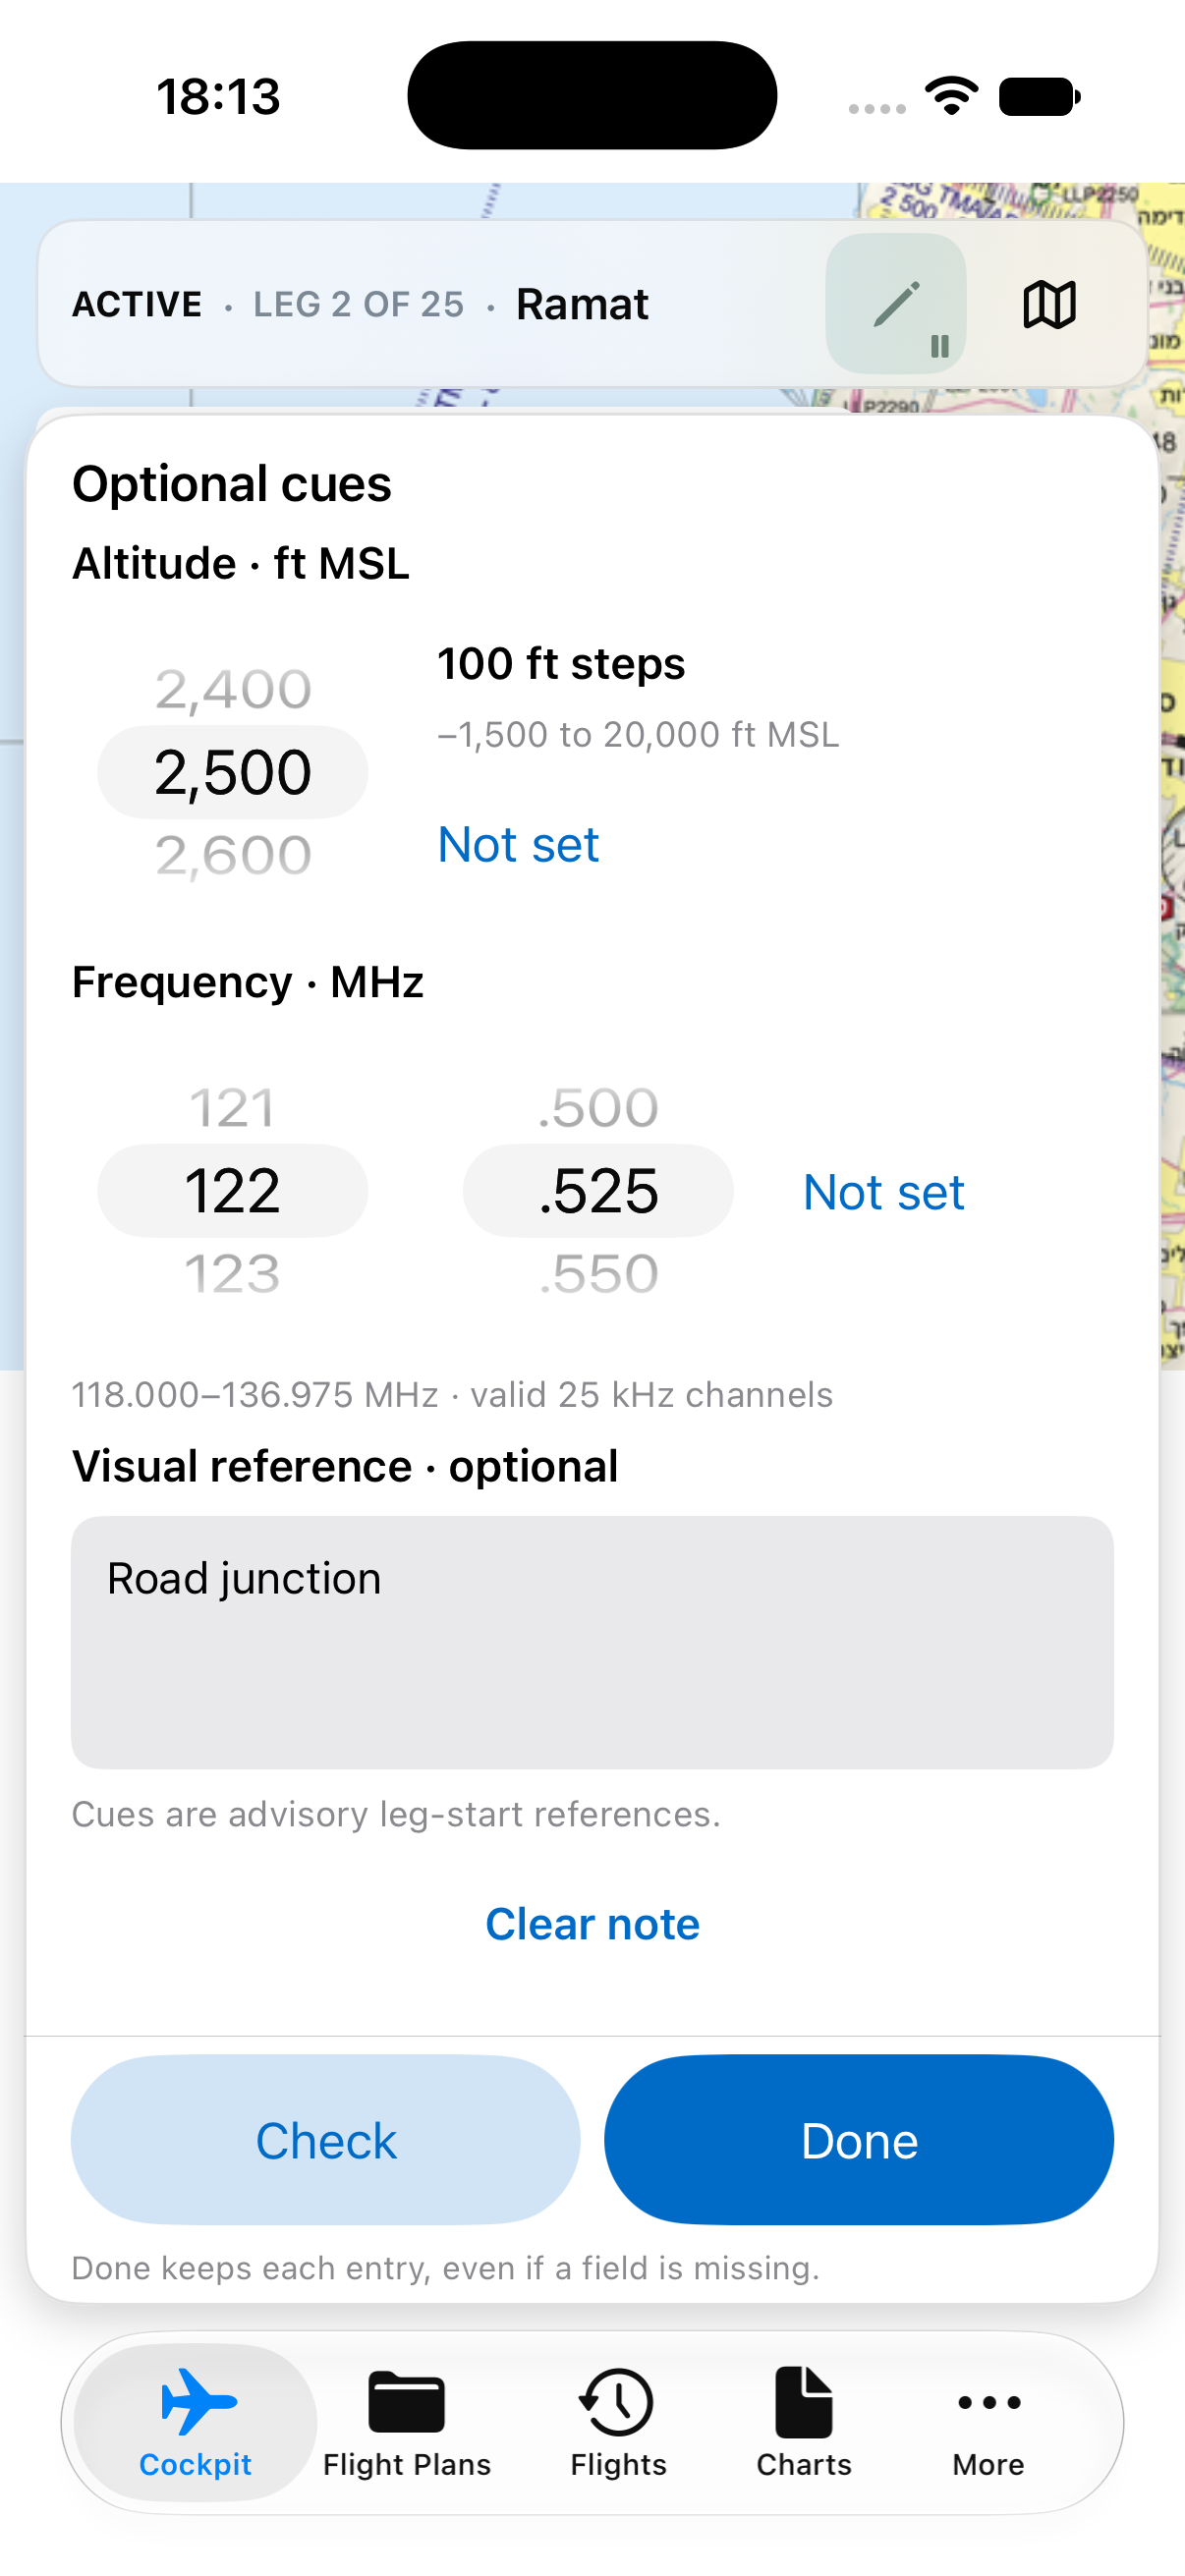 18:13
2 500
LLP2250
ACTIVE · LEG 2 OF 25 · Ramat
LLP2290
Optional cues
Altitude · ft MSL
2,400
2,500
2,600
100 ft steps
–1,500 to 20,000 ft MSL
Not set
Frequency · MHz
121
122
123
.500
.525
.550
Not set
118.000–136.975 MHz · valid 25 kHz channels
Visual reference · optional
Road junction
Cues are advisory leg-start references.
Clear note
Check
Done
Done keeps each entry, even if a field is missing.
Cockpit
Flight Plans
Flights
Charts
More